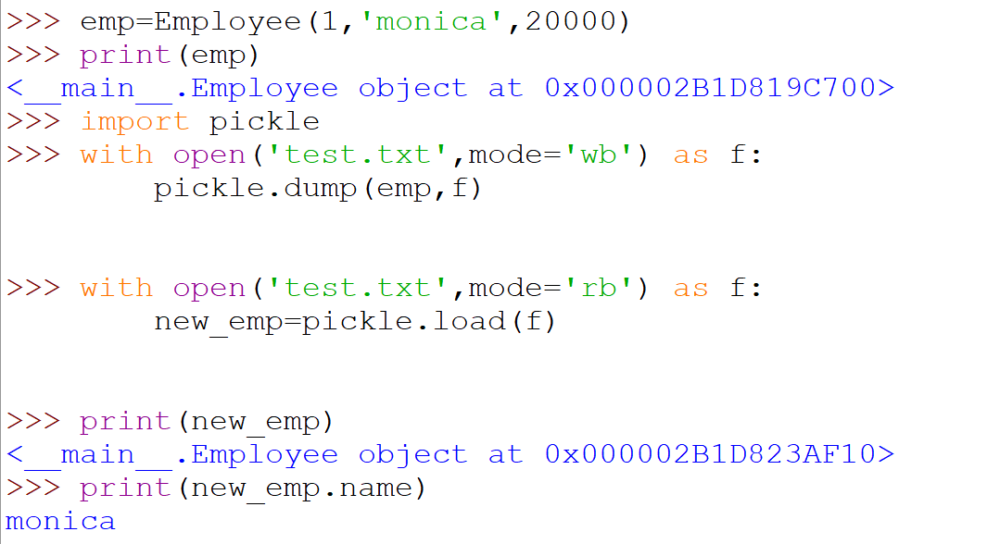 >>> emp=Employee(1,'monica',20000)
>>> print(emp)
<__main__.Employee object at 0x000002B1D819C700>
>>> import pickle
>>> with open('test.txt',mode='wb') as f:
        pickle.dump(emp,f)
>>> with open('test.txt',mode='rb') as f:
        new_emp=pickle.load(f)
>>> print(new_emp)
<__main__.Employee object at 0x000002B1D823AF10>
>>> print(new_emp.name)
monica